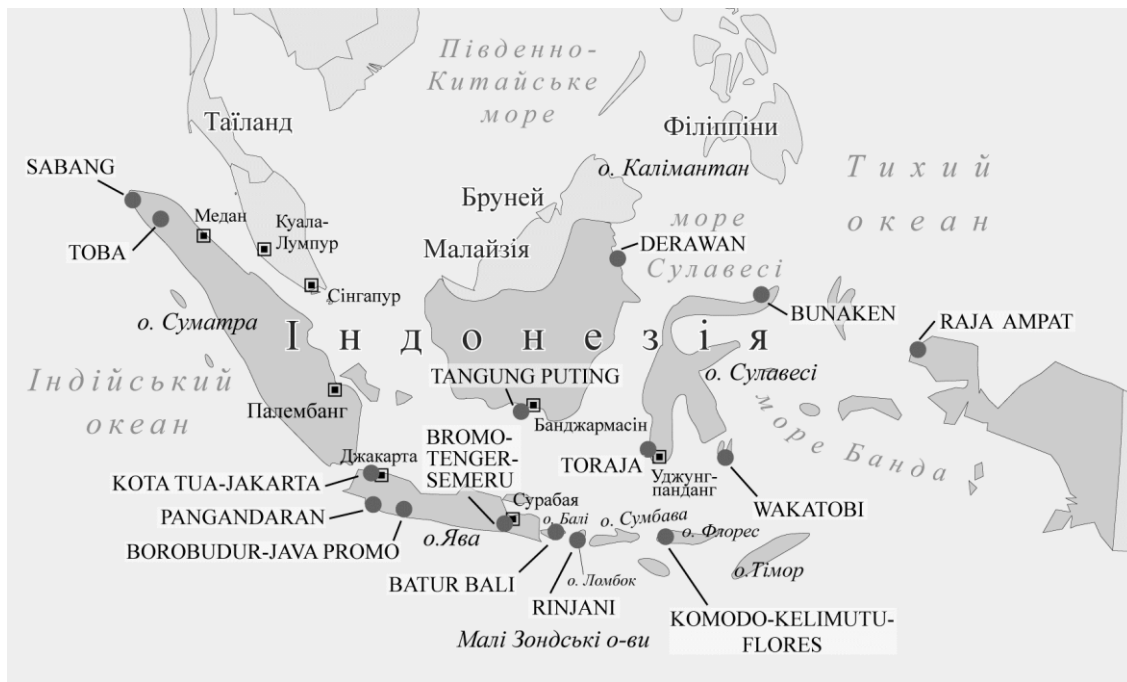 Південно-
Китайське
море
Таїланд
Філіппіни
SABANG
о. Калімантан
Тихий
океан
Бруней
Медан
Куала-
Лумпур
море
TOBA
Малайзія
DERAWAN
Сулавесі
Сінгапур
BUNAKEN
о. Суматра
Індонезія
RAJA AMPAT
Індійський
океан
TANGUNG PUTING
о. Сулавесі
Палембанг
Банджармасін
море Банда
BROMO-
TENGER-
SEMERU
Джакарта
TORAJA
Уджунг-
панданг
KOTA TUA-JAKARTA
Сурабая
WAKATOBI
PANGANDARAN
о. Балі
о. Сумбава
о. Флорес
BOROBUDUR-JAVA PROMO
о.Ява
BATUR BALI
о. Ломбок
о.Тімор
RINJANI
KOMODO-KELIMUTU-
FLORES
Малі Зондські о-ви